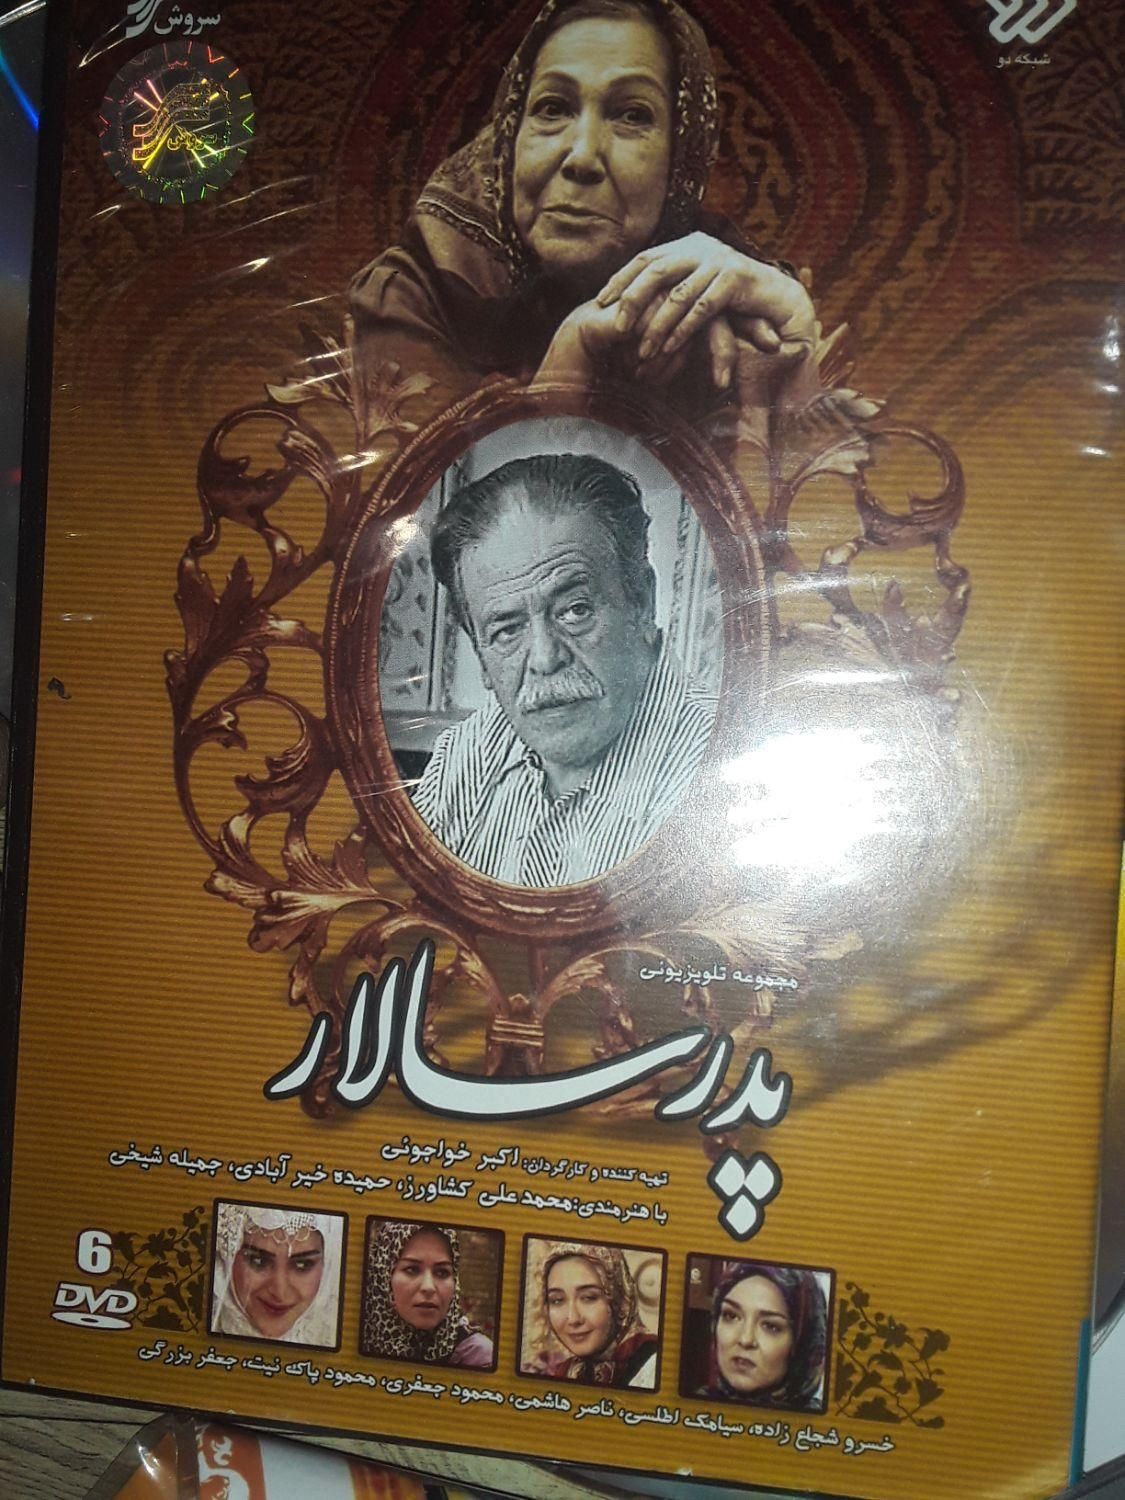 سروش
شبکه دو
سروش
مجموعه تلویزیونی
پدرسالار
تهیه کننده و کارگردان: اکبر خواجوئی
با هنرمندی: محمد علی کشاورز، حمیده خیر آبادی، جمیله شیخی
6
DVD
خسرو شجاع زاده، سیامک اطلسی، ناصر هاشمی، محمود جعفری، محمود پاک نیت، جعفر بزرگی